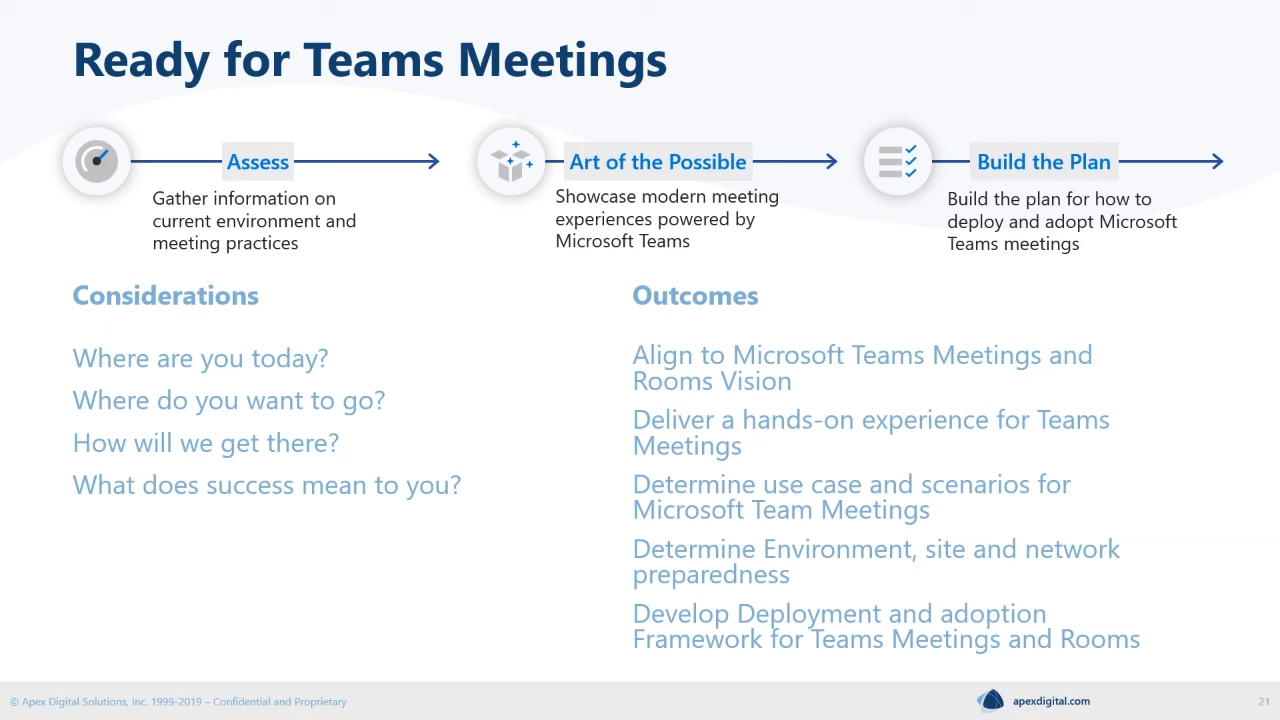 Ready for Teams Meetings
Assess
Gather information on
current environment and
meeting practices
Art of the Possible
Showcase modern meeting
experiences powered by
Microsoft Teams
Build the Plan
Build the plan for how to
deploy and adopt Microsoft
Teams meetings
Considerations
Where are you today?
Where do you want to go?
How will we get there?
What does success mean to you?
Outcomes
Align to Microsoft Teams Meetings and
Rooms Vision
Deliver a hands-on experience for Teams
Meetings
Determine use case and scenarios for
Microsoft Team Meetings
Determine Environment, site and network
preparedness
Develop Deployment and adoption
Framework for Teams Meetings and Rooms
© Apex Digital Solutions, Inc. 1999-2019 – Confidential and Proprietary
apexdigital.com
21